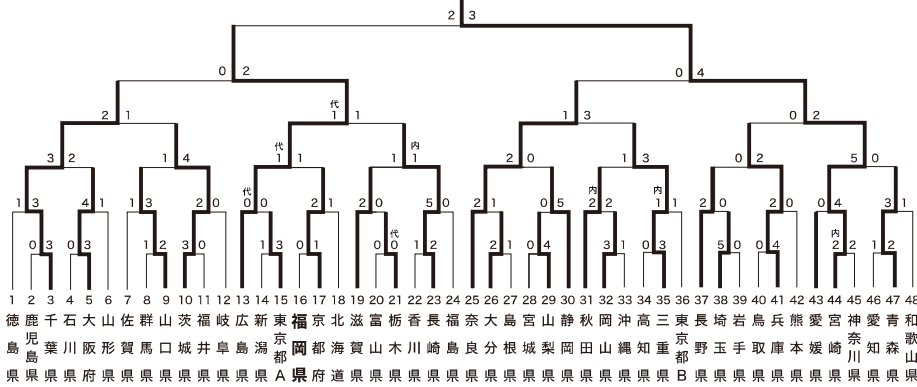 2 3
0 2 0 4
代
2 1 1 1 1 3 0 2
代 内
3 2 1 4 1 1 1 2 0 1 3 0 2 5 0
代 内 内
1 3 4 1 1 3 2 0 0 0 2 1 2 0 5 0 2 1 0 5 2 2 1 1 2 0 2 0 0 4 3 1
代 内
0 3 0 3 1 2 3 0 1 3 0 1 0 0 1 2 2 1 0 4 3 1 0 3 5 0 0 4 2 2 1 2
1 2 3 4 5 6 7 8 9 10 11 12 13 14 15 16 17 18 19 20 21 22 23 24 25 26 27 28 29 30 31 32 33 34 35 36 37 38 39 40 41 42 43 44 45 46 47 48
徳島県
鹿児島県
千葉県
石川県
大阪府
山形県
佐賀県
群馬県
山口県
茨城県
福井県
岐阜県
広島県
新潟県
東京都A
福岡県
京都府
北海道
滋賀県
富山県
栃木県
香川県
長崎県
福島県
奈良県
大分県
島根県
宮城県
山梨県
静岡県
秋田県
岡山県
沖縄県
高知県
三重県
東京都B
長野県
埼玉県
岩手県
鳥取県
兵庫県
熊本県
愛媛県
宮崎県
神奈川県
愛知県
青森県
和歌山県